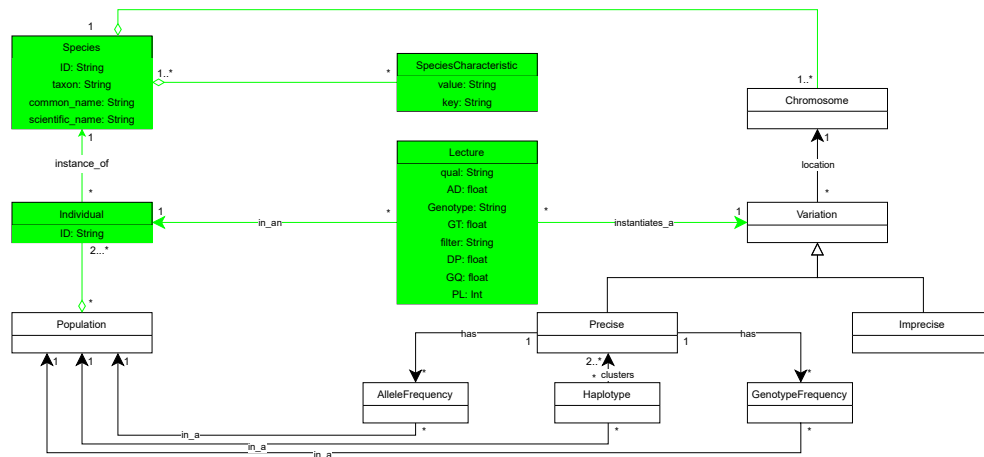 1
Species
ID: String
taxon: String
common_name: String
scientific_name: String
1..*
*
SpeciesCharacteristic
value: String
key: String
1..*
Chromosome
1
instance_of
*
1
location
*
Lecture
qual: String
AD: float
Genotype: String
GT: float
filter: String
DP: float
GQ: float
PL: Int
Individual
ID: String
1
in_an
*
*
instantiates_a
1
Variation
2...*
*
Population
1
1
1
has
1
Precise
1
has
Imprecise
2..*
clusters
*
*
*
AlleleFrequency
Haplotype
GenotypeFrequency
*
*
*
in_a
in_a
in_a